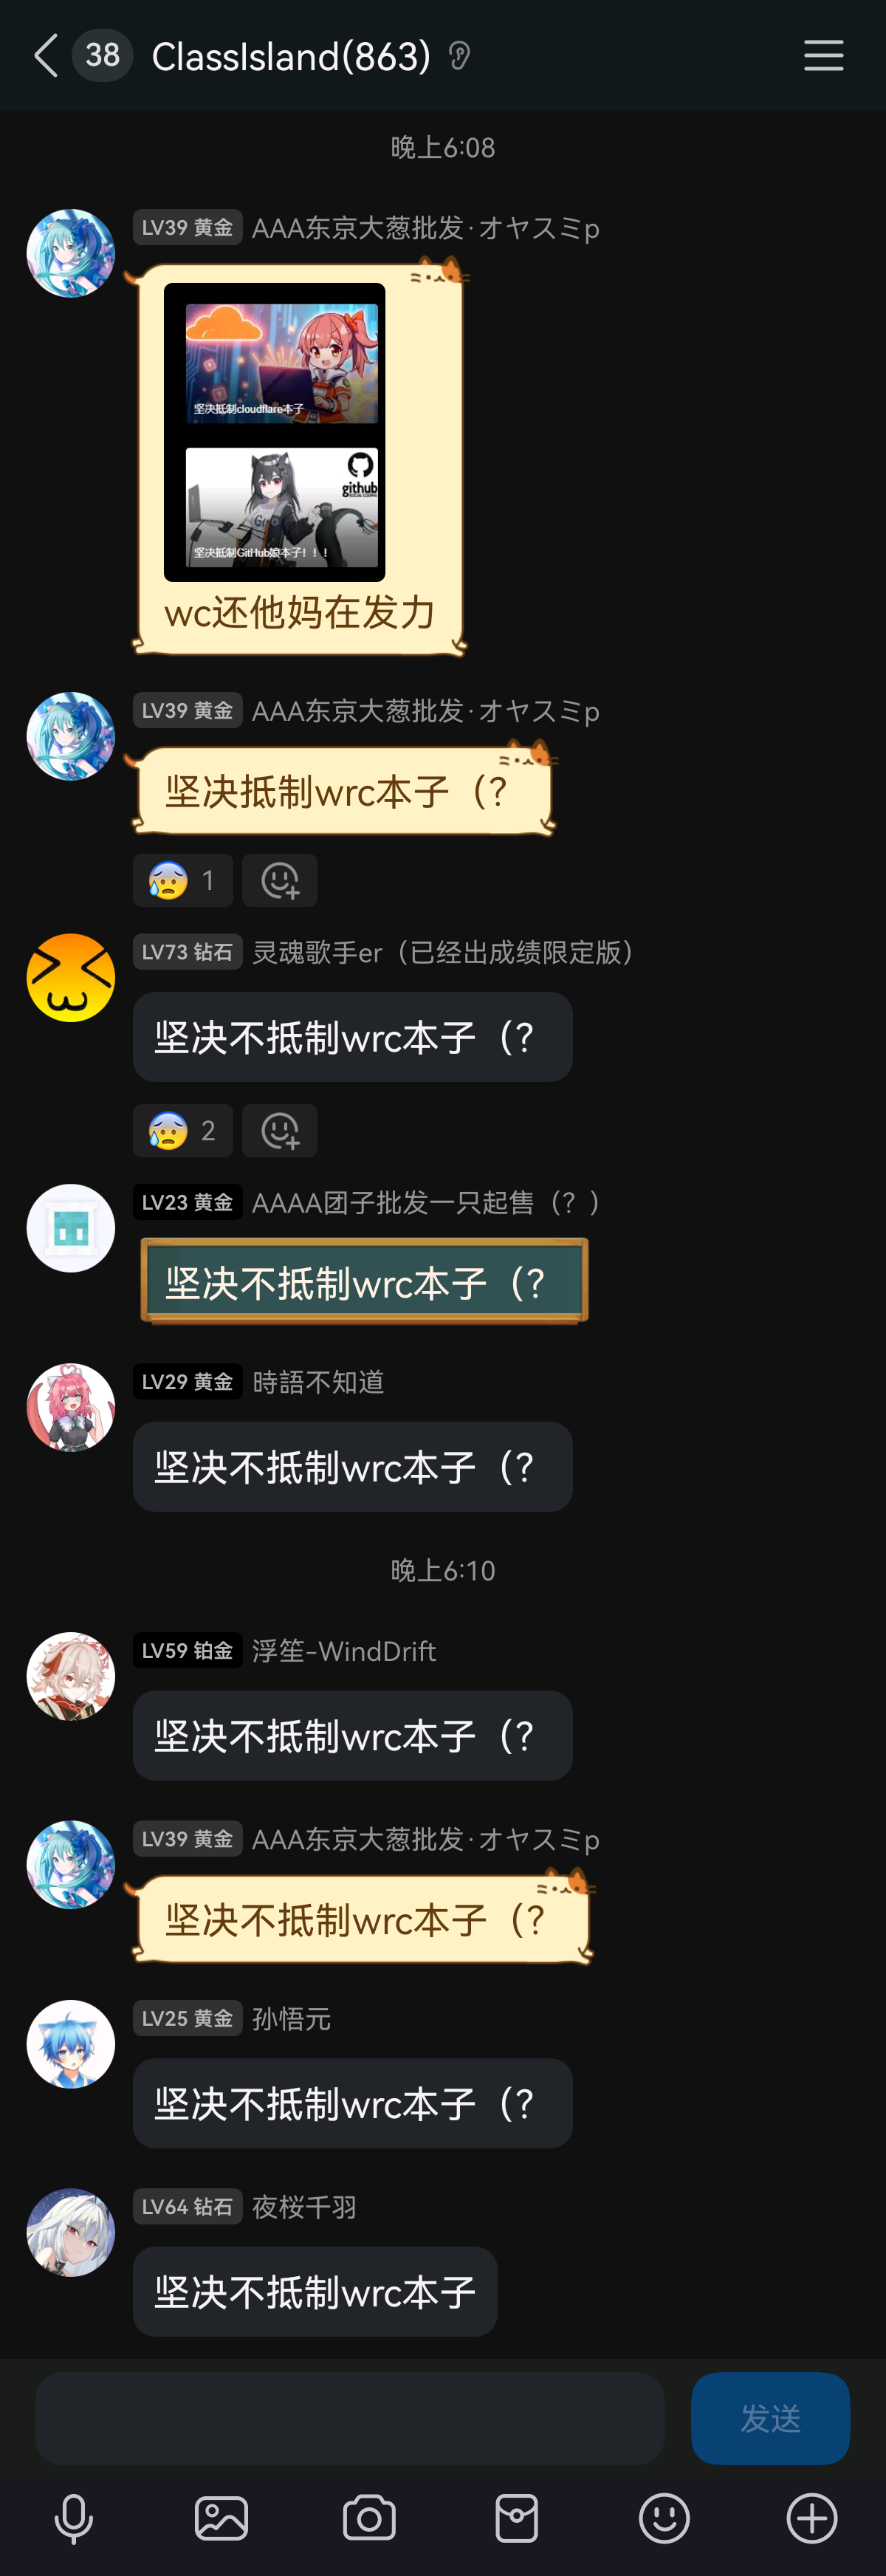 38 ClassIsland(863)
晚上6:08
LV39 黄金 AAA东京大葱批发·オヤスミp
坚决抵制cloudflare本子
github
SOCIAL CODING
坚决抵制GitHub娘本子！！！
wc还他妈在发力
LV39 黄金 AAA东京大葱批发·オヤスミp
坚决抵制wrc本子（?
1
LV73 钻石 灵魂歌手er（已经出成绩限定版）
坚决不抵制wrc本子（?
2
LV23 黄金 AAAA团子批发一只起售（? ）
坚决不抵制wrc本子（?
LV29 黄金 時語不知道
坚决不抵制wrc本子（?
晚上6:10
LV59 铂金 浮笙-WindDrift
坚决不抵制wrc本子（?
LV39 黄金 AAA东京大葱批发·オヤスミp
坚决不抵制wrc本子（?
LV25 黄金 孙悟元
坚决不抵制wrc本子（?
LV64 钻石 夜桜千羽
坚决不抵制wrc本子
发送